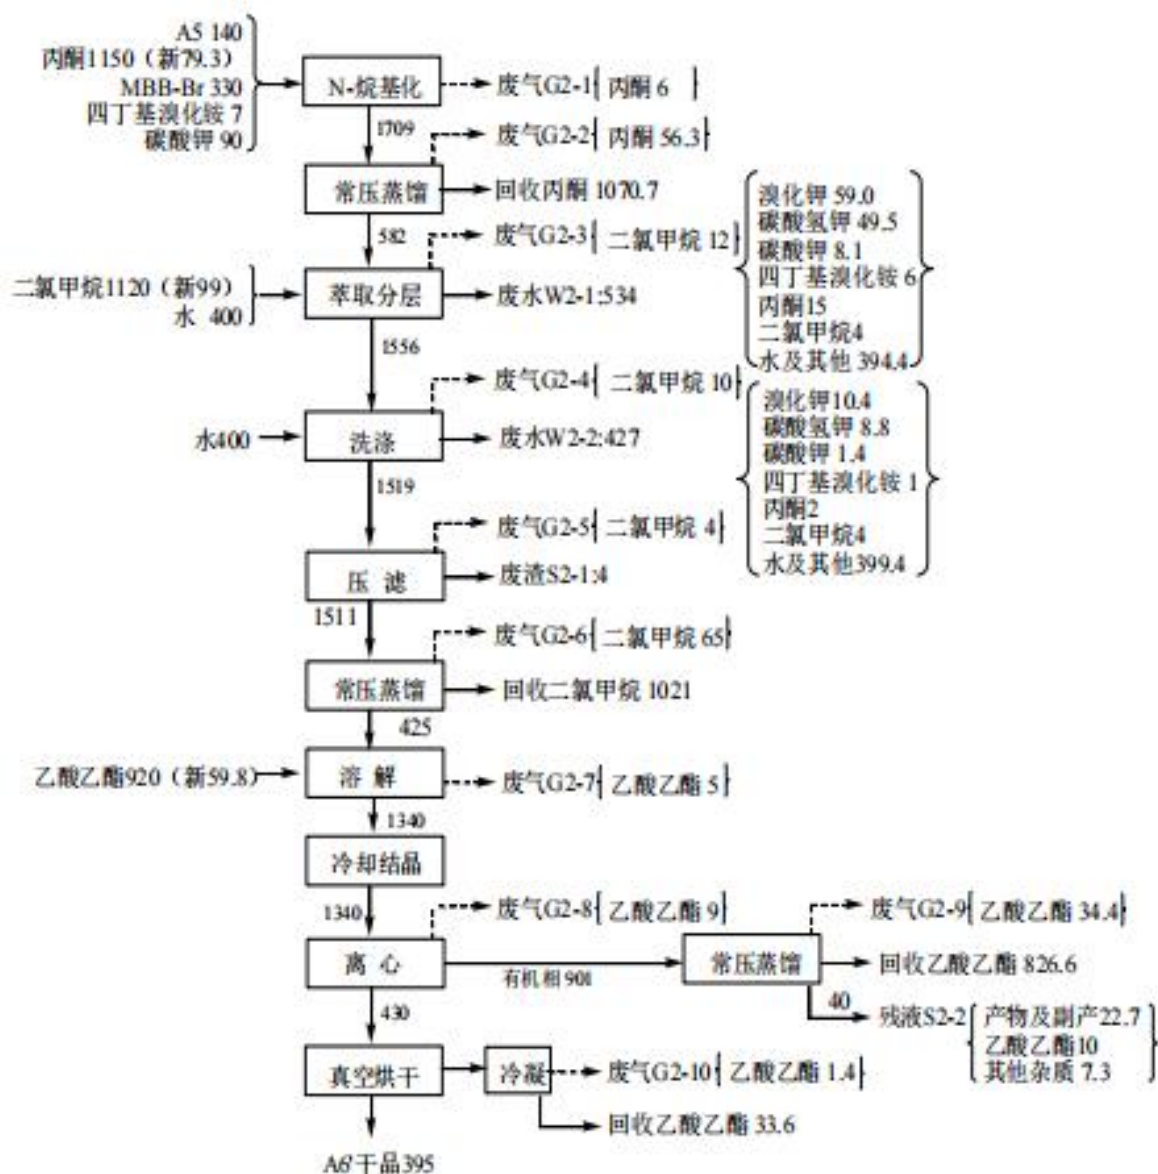 A5 140
丙酮1150（新79.3）
MBB-Br 330
四丁基溴化铵 7
碳酸钾 90
N-烷基化
废气G2-1{ 丙酮 6 }
1709
废气G2-2{ 丙酮 56.3}
常压蒸馏
回收丙酮 1070.7
582
废气G2-3{ 二氯甲烷 12}
二氯甲烷1120（新99）
水 400
萃取分层
废水W2-1:534
溴化钾 59.0
碳酸氢钾 49.5
碳酸钾 8.1
四丁基溴化铵 6
丙酮15
二氯甲烷4
水及其他 394.4
1556
废气G2-4{ 二氯甲烷 10}
水400
洗涤
废水W2-2:427
溴化钾10.4
碳酸氢钾 8.8
碳酸钾 1.4
四丁基溴化铵 1
丙酮2
二氯甲烷4
水及其他399.4
1519
废气G2-5{ 二氯甲烷 4}
压 滤
废渣S2-1:4
1511
废气G2-6{ 二氯甲烷 65}
常压蒸馏
回收二氯甲烷 1021
425
乙酸乙酯920（新59.8）
溶 解
废气G2-7{ 乙酸乙酯 5}
1340
冷却结晶
1340
废气G2-8{ 乙酸乙酯 9}
废气G2-9{ 乙酸乙酯 34.4}
离 心
有机相 901
常压蒸馏
回收乙酸乙酯 826.6
430
40
残液S2-2
产物及副产22.7
乙酸乙酯10
其他杂质 7.3
真空烘干
冷凝
废气G2-10{ 乙酸乙酯 1.4}
回收乙酸乙酯 33.6
A6'干品395